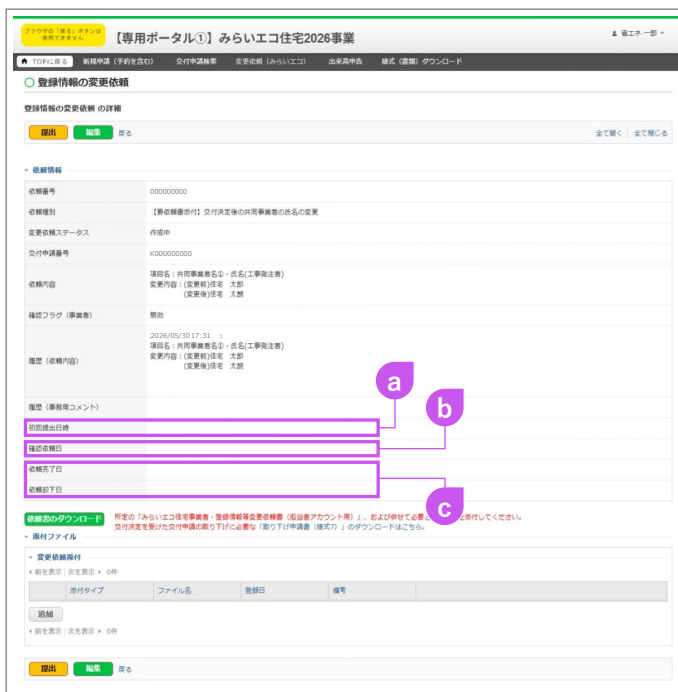 ブラウザの「戻る」ボタンは
使用できません
【専用ポータル①】みらいエコ住宅2026事業
省エネ 一郎
TOPに戻る 新規申請(予約を含む) 交付申請検索 変更依頼(みらいエコ) 出来高申告 様式(書類)ダウンロード
登録情報の変更依頼
登録情報の変更依頼 の詳細
提出 編集 戻る 全て開く | 全て閉じる
依頼情報
依頼番号 000000000
依頼種別 【要依頼書添付】交付決定後の共同事業者の氏名の変更
変更依頼ステータス 作成中
交付申請番号 K000000000
依頼内容 項目名:共同事業者名①・氏名(工事発注者)
変更内容:(変更前)住宅 太郎
(変更後)住宅 太朗
確認フラグ(事業者) 無効
履歴(依頼内容) 2026/05/30 17:31 :
項目名:共同事業者名①・氏名(工事発注者)
変更内容:(変更前)住宅 太郎
(変更後)住宅 太朗
a
履歴(事務局コメント)
b
初回提出日時
確認依頼日
依頼完了日
依頼却下日
c
依頼書のダウンロード 所定の「みらいエコ住宅事業者・登録情報等変更依頼書(担当者アカウント用)」、および併せて必要と 添付してください。
交付決定を受けた交付申請の取り下げに必要な「取り下げ申請書(様式7)」のダウンロードはこちら。
添付ファイル
変更依頼添付
前を表示 | 次を表示 0件
添付タイプ ファイル名 登録日 備考
追加
前を表示 | 次を表示 0件
提出 編集 戻る